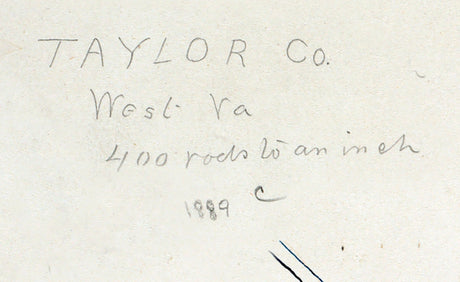 TAYLOR Co.
West Va
400 rods to an inch
1889 C